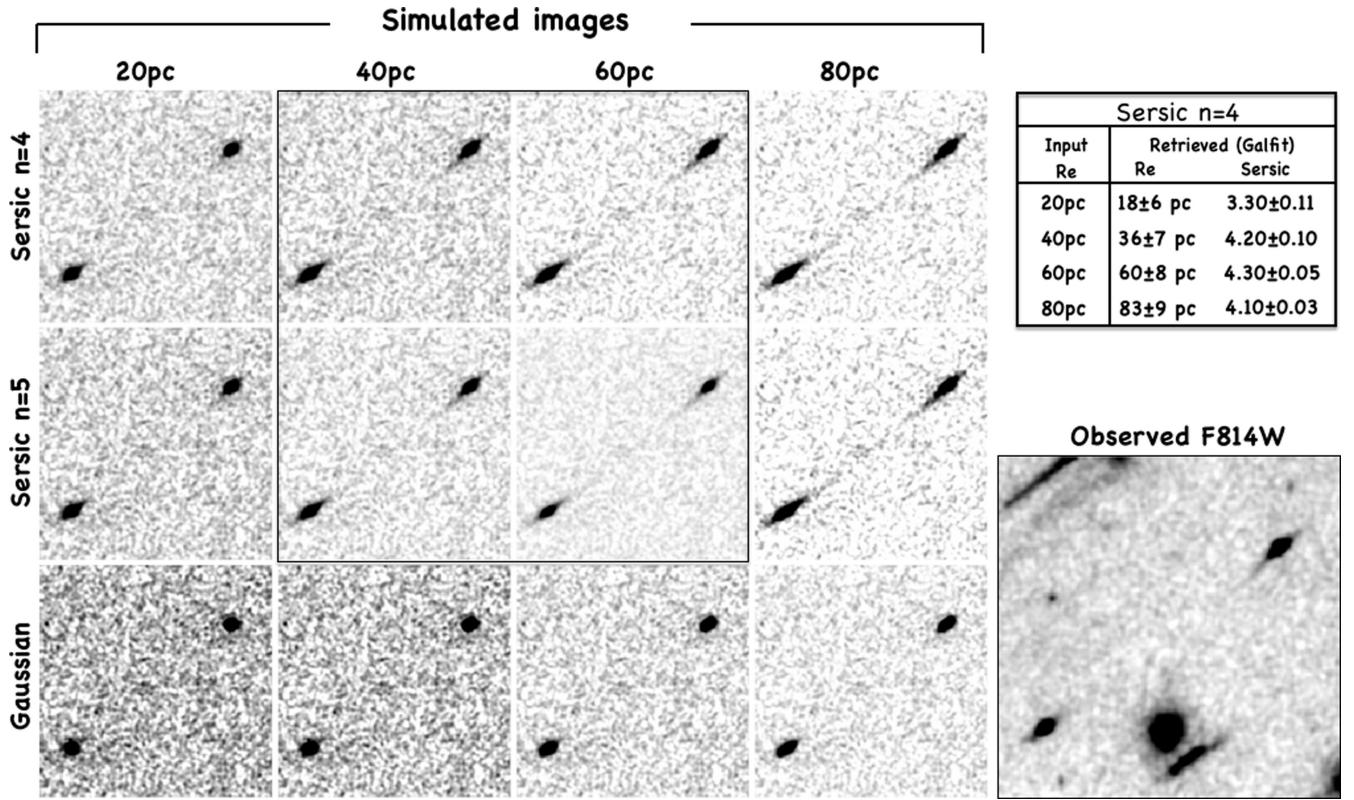 Simulated images
20pc 40pc 60pc 80pc
Sersic n=4
Sersic n=5
Gaussian
Sersic n=4
Input Re Retrieved (Galfit)
Re Sersic
20pc 18±6 pc 3.30±0.11
40pc 36±7 pc 4.20±0.10
60pc 60±8 pc 4.30±0.05
80pc 83±9 pc 4.10±0.03
Observed F814W